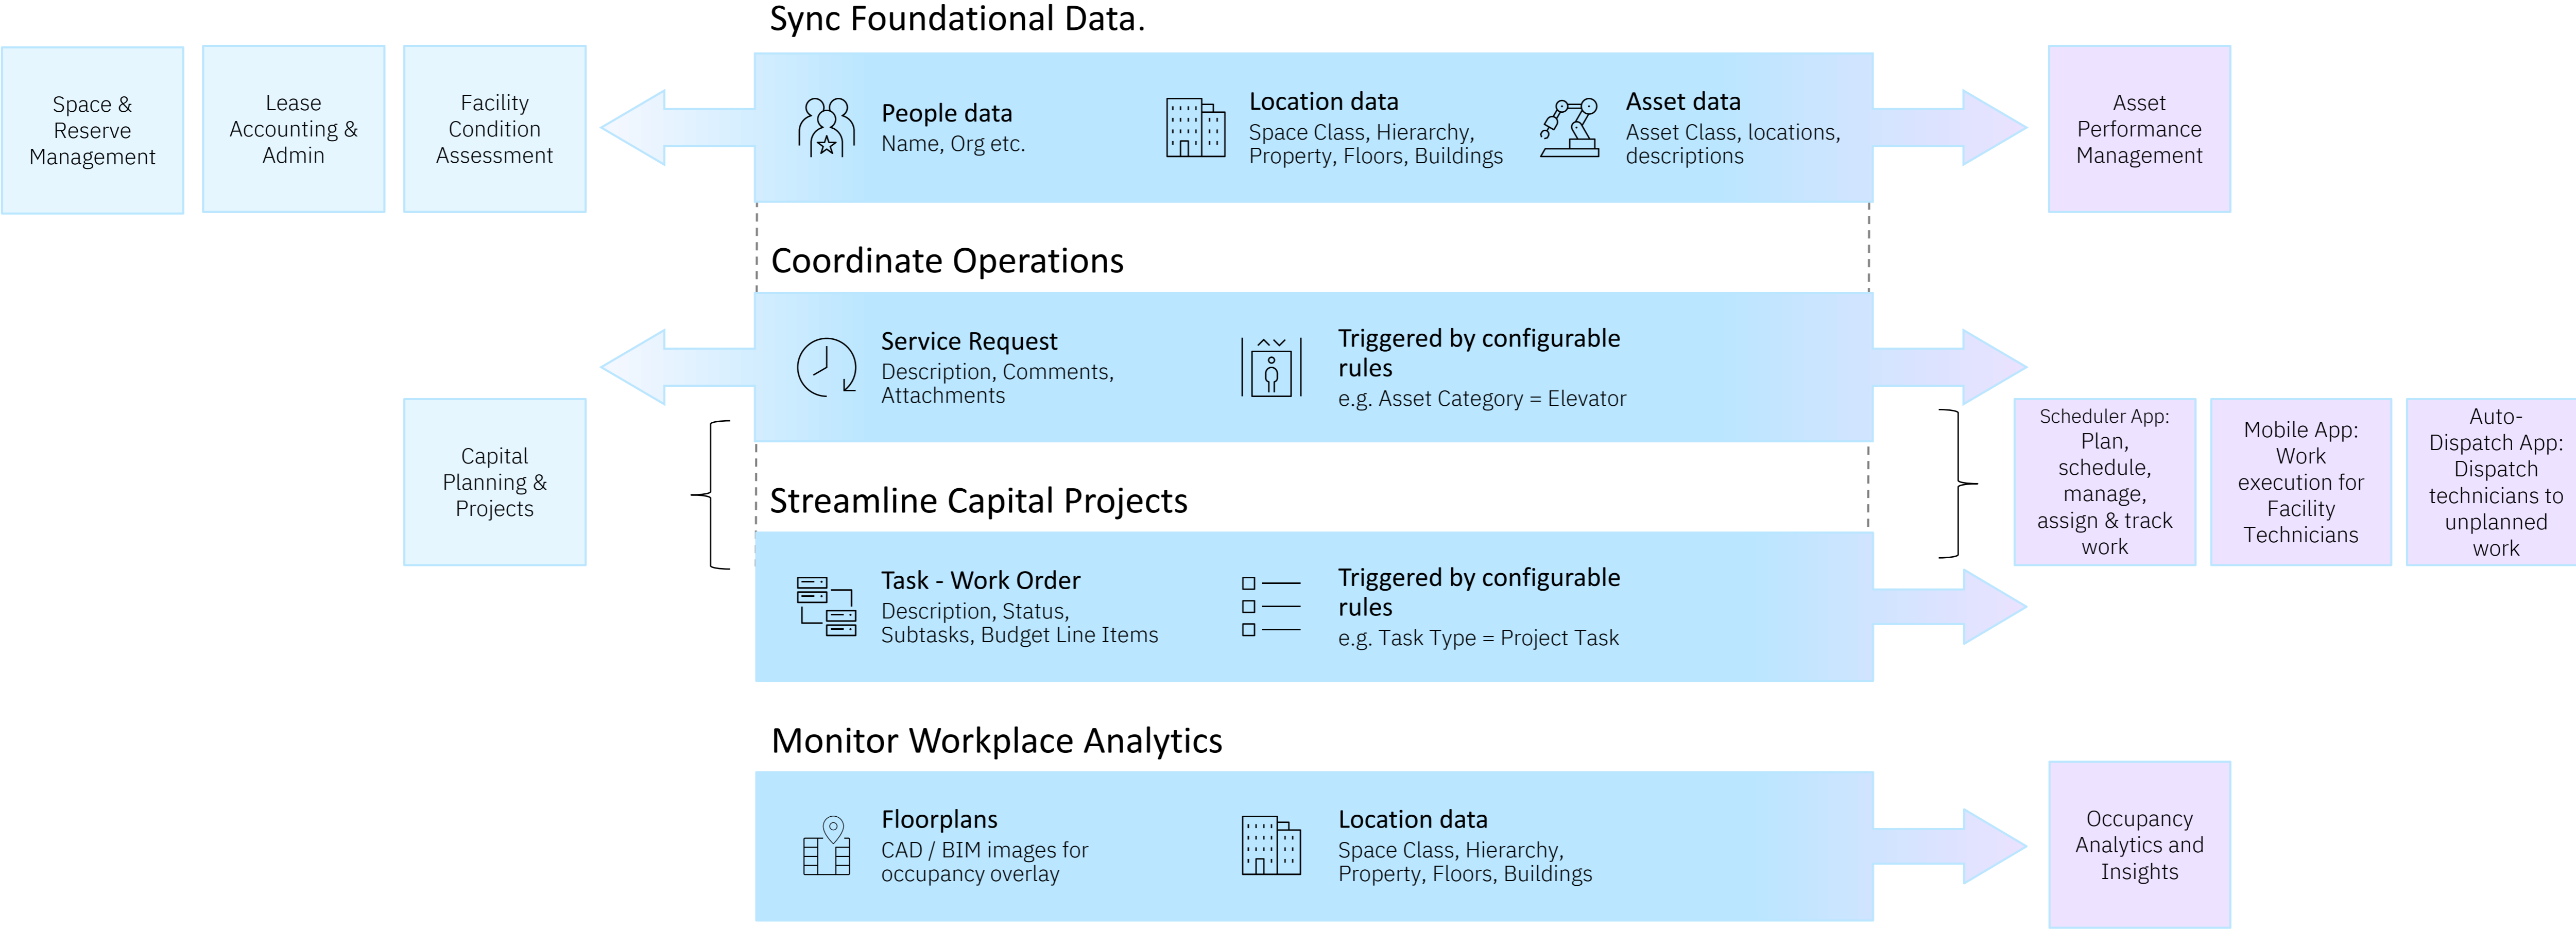 Sync Foundational Data.
Space &
Reserve
Management
Lease
Accounting &
Admin
Facility
Condition
Assessment
People data
Name, Org etc.
Location data
Space Class, Hierarchy,
Property, Floors, Buildings
Asset data
Asset Class, locations,
descriptions
Asset
Performance
Management
Coordinate Operations
Service Request
Description, Comments,
Attachments
Triggered by configurable
rules
e.g. Asset Category = Elevator
Capital
Planning &
Projects
Scheduler App:
Plan,
schedule,
manage,
assign & track
work
Mobile App:
Work
execution for
Facility
Technicians
Auto-
Dispatch App:
Dispatch
technicians to
unplanned
work
Streamline Capital Projects
Task - Work Order
Description, Status,
Subtasks, Budget Line Items
Triggered by configurable
rules
e.g. Task Type = Project Task
Monitor Workplace Analytics
Floorplans
CAD / BIM images for
occupancy overlay
Location data
Space Class, Hierarchy,
Property, Floors, Buildings
Occupancy
Analytics and
Insights